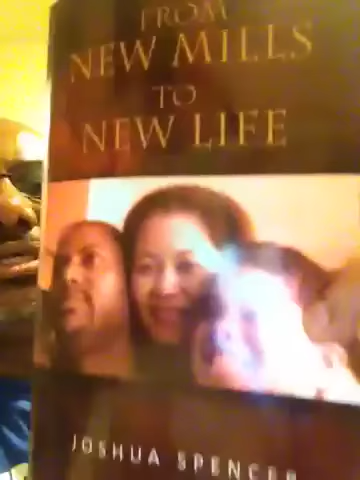 FROM
NEW MILLS
TO
NEW LIFE
JOSHUA SPENCER